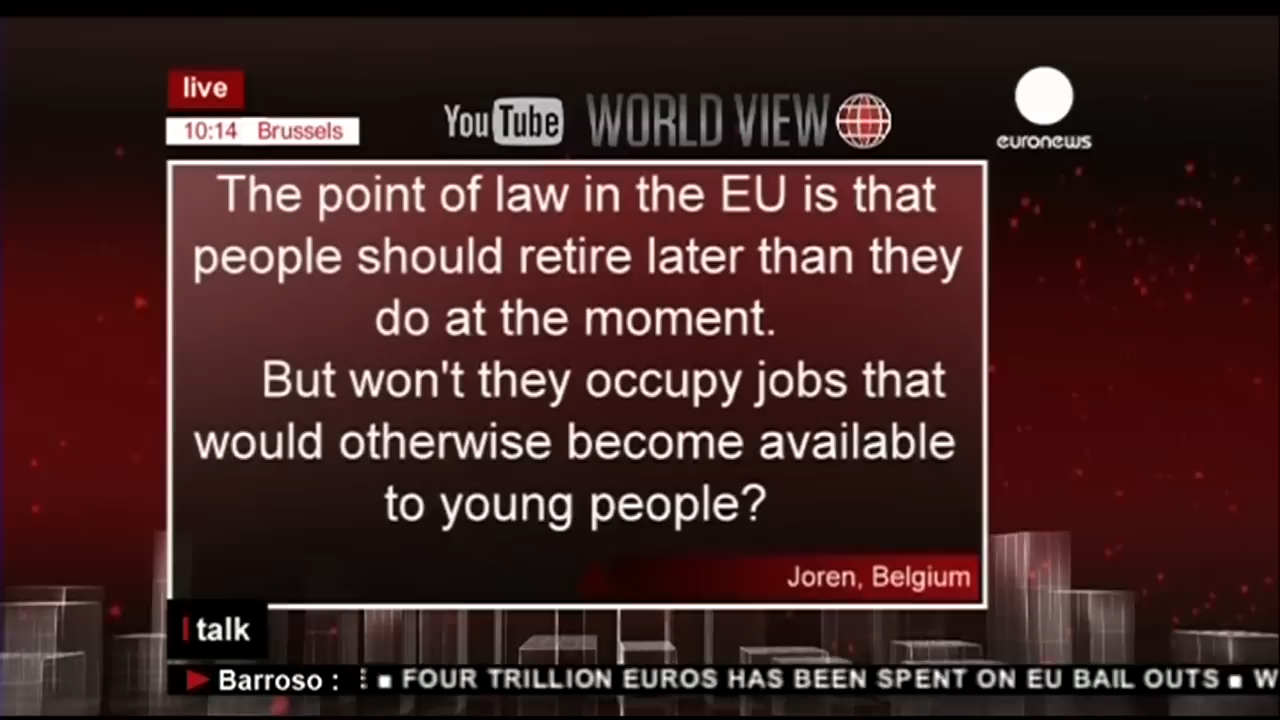 live
10:14 Brussels
YouTube WORLD VIEW
euronews
The point of law in the EU is that
people should retire later than they
do at the moment.
But won't they occupy jobs that
would otherwise become available
to young people?
Joren, Belgium
I talk
Barroso : ▪ FOUR TRILLION EUROS HAS BEEN SPENT ON EU BAIL OUTS ▪ W